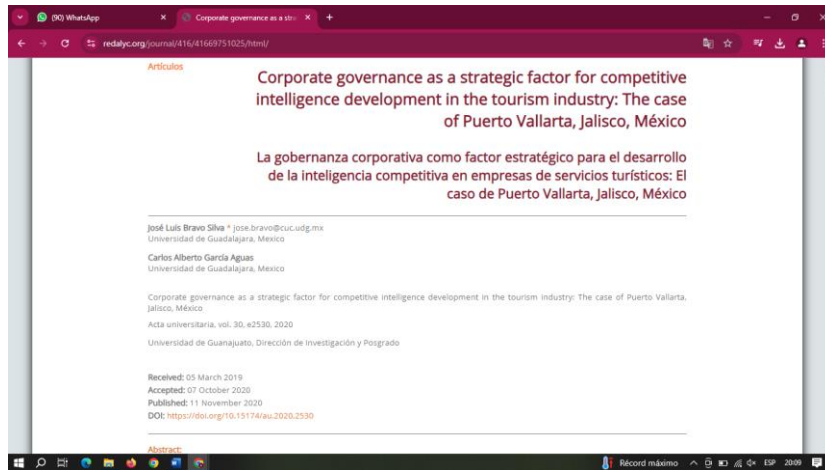 (90) WhatsApp
Corporate governance as a stra
redalyc.org/journal/416/41669751025/html/
Artículos
Corporate governance as a strategic factor for competitive
intelligence development in the tourism industry: The case
of Puerto Vallarta, Jalisco, México
La gobernanza corporativa como factor estratégico para el desarrollo
de la inteligencia competitiva en empresas de servicios turísticos: El
caso de Puerto Vallarta, Jalisco, México
José Luis Bravo Silva * jose.bravo@cuc.udg.mx
Universidad de Guadalajara, Mexico
Carlos Alberto García Aguas
Universidad de Guadalajara, Mexico
Corporate governance as a strategic factor for competitive intelligence development in the tourism industry: The case of Puerto Vallarta,
Jalisco, México
Acta universitaria, vol. 30, e2530, 2020
Universidad de Guanajuato, Dirección de Investigación y Posgrado
Received: 05 March 2019
Accepted: 07 October 2020
Published: 11 November 2020
DOI: https://doi.org/10.15174/au.2020.2530
Abstract:
Récord máximo
ESP
20:09